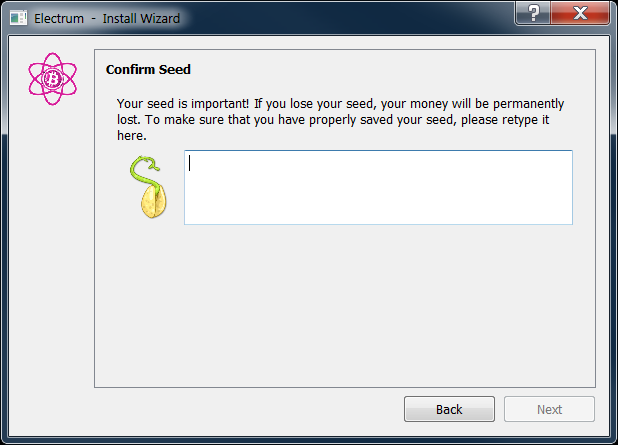 Electrum - Install Wizard
Confirm Seed
Your seed is important! If you lose your seed, your money will be permanently
lost. To make sure that you have properly saved your seed, please retype it
here.
Back
Next